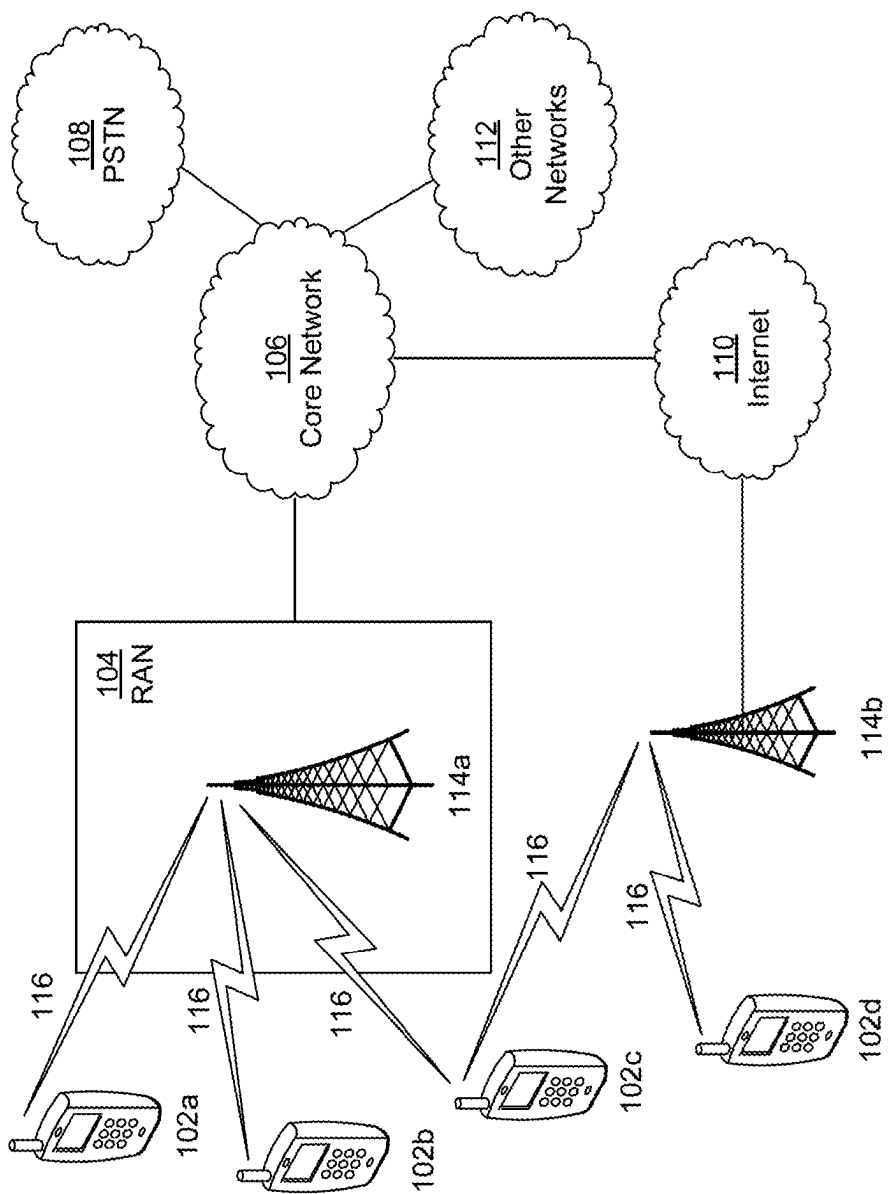 108
PSTN
106
Core Network
112
Other
Networks
110
Internet
104
RAN
114a
114b
116
116
116
116
116
102a
102b
102c
102d